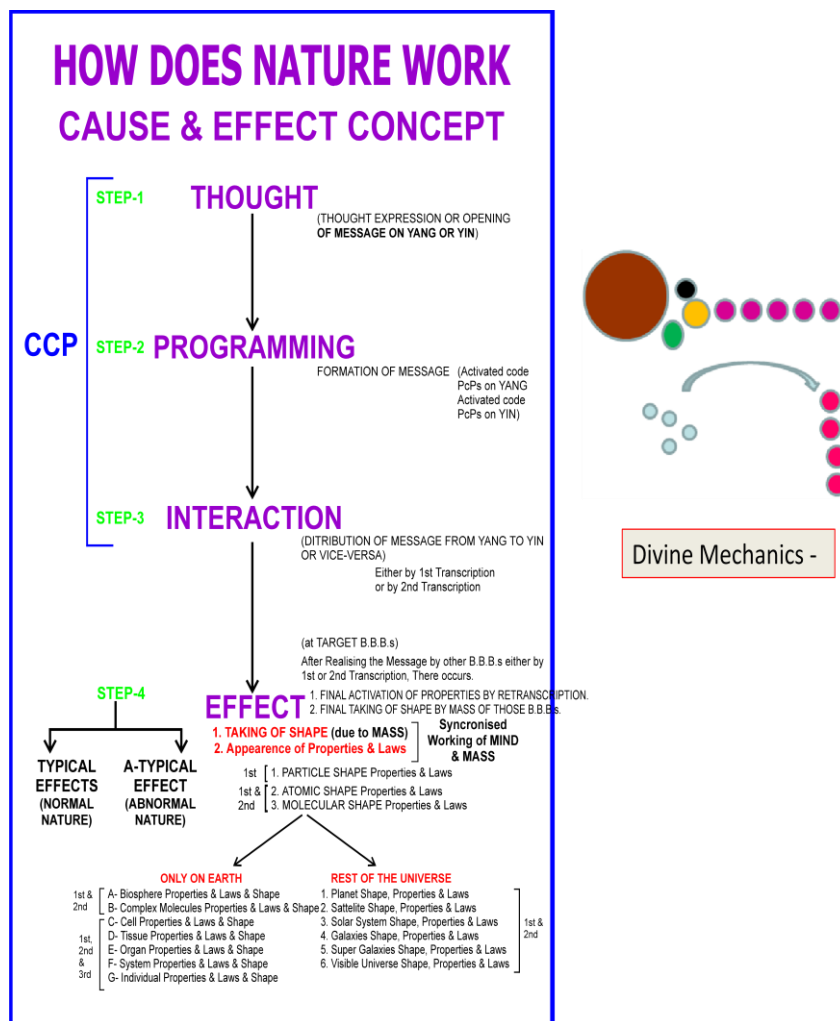 HOW DOES NATURE WORK
CAUSE & EFFECT CONCEPT
STEP-1
THOUGHT
(THOUGHT EXPRESSION OR OPENING
OF MESSAGE ON YANG OR YIN)
CCP
STEP-2
PROGRAMMING
FORMATION OF MESSAGE (Activated code
PcPs on YANG
Activated code
PcPs on YIN)
STEP-3
INTERACTION
(DITRIBUTION OF MESSAGE FROM YANG TO YIN
OR VICE-VERSA)
Either by 1st Transcription
or by 2nd Transcription
Divine Mechanics -
(at TARGET B.B.B.s)
After Realising the Message by other B.B.B.s either by
1st or 2nd Transcription, There occurs.
STEP-4
EFFECT
1. FINAL ACTIVATION OF PROPERTIES BY RETRANSCRIPTION.
2. FINAL TAKING OF SHAPE BY MASS OF THOSE B.B.B.s.
1. TAKING OF SHAPE (due to MASS)
2. Appearence of Properties & Laws
Syncronised
Working of MIND
& MASS
TYPICAL
EFFECTS
(NORMAL
NATURE)
A-TYPICAL
EFFECT
(ABNORMAL
NATURE)
1st
1. PARTICLE SHAPE Properties & Laws
1st &
2nd
2. ATOMIC SHAPE Properties & Laws
3. MOLECULAR SHAPE Properties & Laws
ONLY ON EARTH
1st &
2nd
A- Biosphere Properties & Laws & Shape
B- Complex Molecules Properties & Laws & Shape
1st,
2nd
&
3rd
C- Cell Properties & Laws & Shape
D- Tissue Properties & Laws & Shape
E- Organ Properties & Laws & Shape
F- System Properties & Laws & Shape
G- Individual Properties & Laws & Shape
REST OF THE UNIVERSE
1. Planet Shape, Properties & Laws
2. Sattelite Shape, Properties & Laws
3. Solar System Shape, Properties & Laws
4. Galaxies Shape, Properties & Laws
5. Super Galaxies Shape, Properties & Laws
6. Visible Universe Shape, Properties & Laws
1st &
2nd